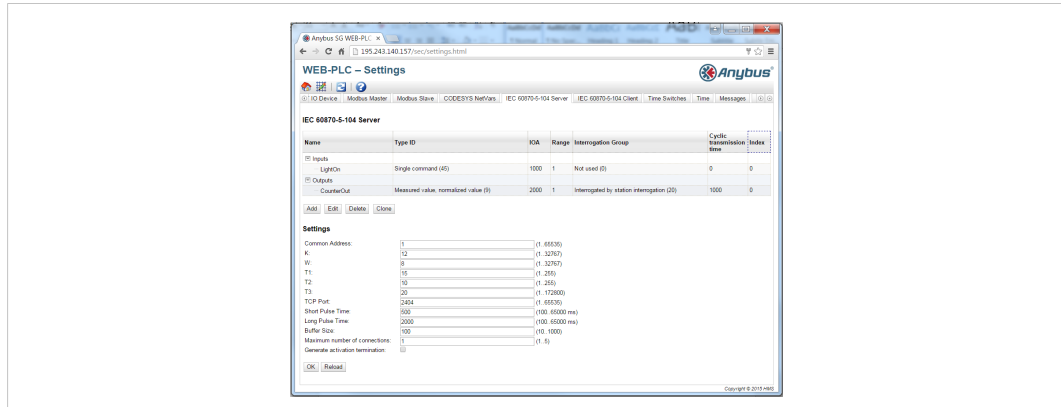 Anybus SG WEB-PLC
195.243.140.157/sec/settings.html
WEB-PLC – Settings
Anybus®
IO Device Modbus Master Modbus Slave CODESYS NetVars IEC 60870-5-104 Server IEC 60870-5-104 Client Time Switches Time Messages
IEC 60870-5-104 Server
Name Type ID IOA Range Interrogation Group Cyclic transmission time Index
Inputs
LightOn Single command (45) 1000 1 Not used (0) 0 0
Outputs
CounterOut Measured value, normalized value (9) 2000 1 Interrogated by station interrogation (20) 1000 0
Add Edit Delete Clone
Settings
Common Address: 1 (1..65535)
K: 12 (1..32767)
W: 8 (1..32767)
T1: 15 (1..255)
T2: 10 (1..255)
T3: 20 (1..172800)
TCP Port: 2404 (1..65535)
Short Pulse Time: 500 (100..65000 ms)
Long Pulse Time: 2000 (100..65000 ms)
Buffer Size: 100 (10..1000)
Maximum number of connections: 1 (1..5)
Generate activation termination:
OK Reload
Copyright © 2015 HMS